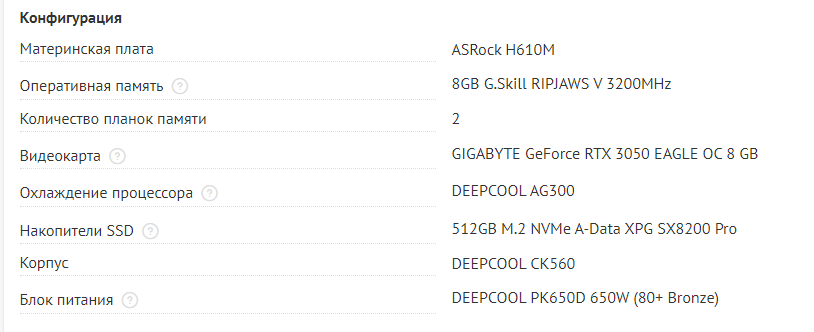 Конфигурация
Материнская плата ASRock H610M
Оперативная память ? 8GB G.Skill RIPJAWS V 3200MHz
Количество планок памяти 2
Видеокарта ? GIGABYTE GeForce RTX 3050 EAGLE OC 8 GB
Охлаждение процессора ? DEEPCOOL AG300
Накопители SSD ? 512GB M.2 NVMe A-Data XPG SX8200 Pro
Корпус DEEPCOOL CK560
Блок питания ? DEEPCOOL PK650D 650W (80+ Bronze)